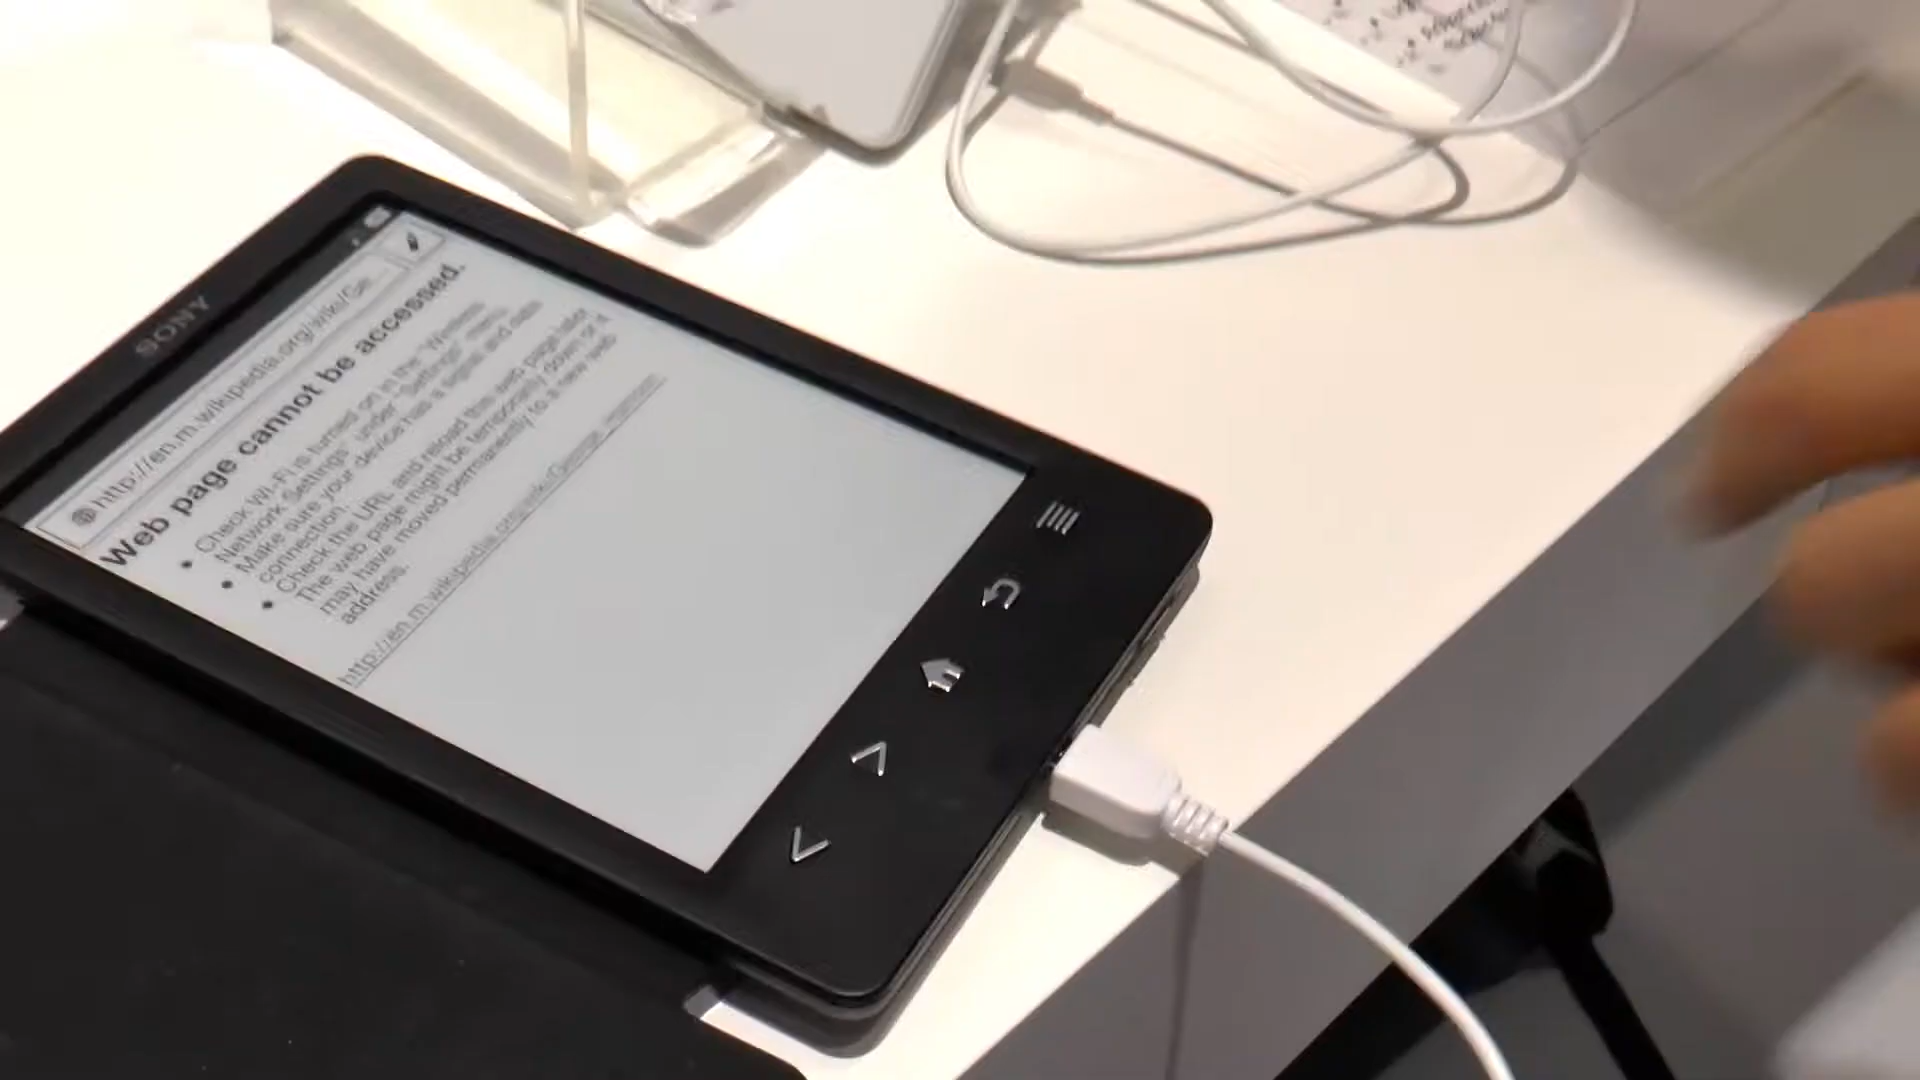 SONY
http://en.m.wikipedia.org/wiki/Ge...
Web page cannot be accessed.
• Check Wi-Fi is turned on in the "Wireless
Network Settings" under "Settings" menu.
• Make sure your device has a signal and data
connection.
• Check the URL and reload this web page later.
The web page might be temporarily down or it
may have moved permanently to a new web
address.
http://en.m.wikipedia.org/wiki/